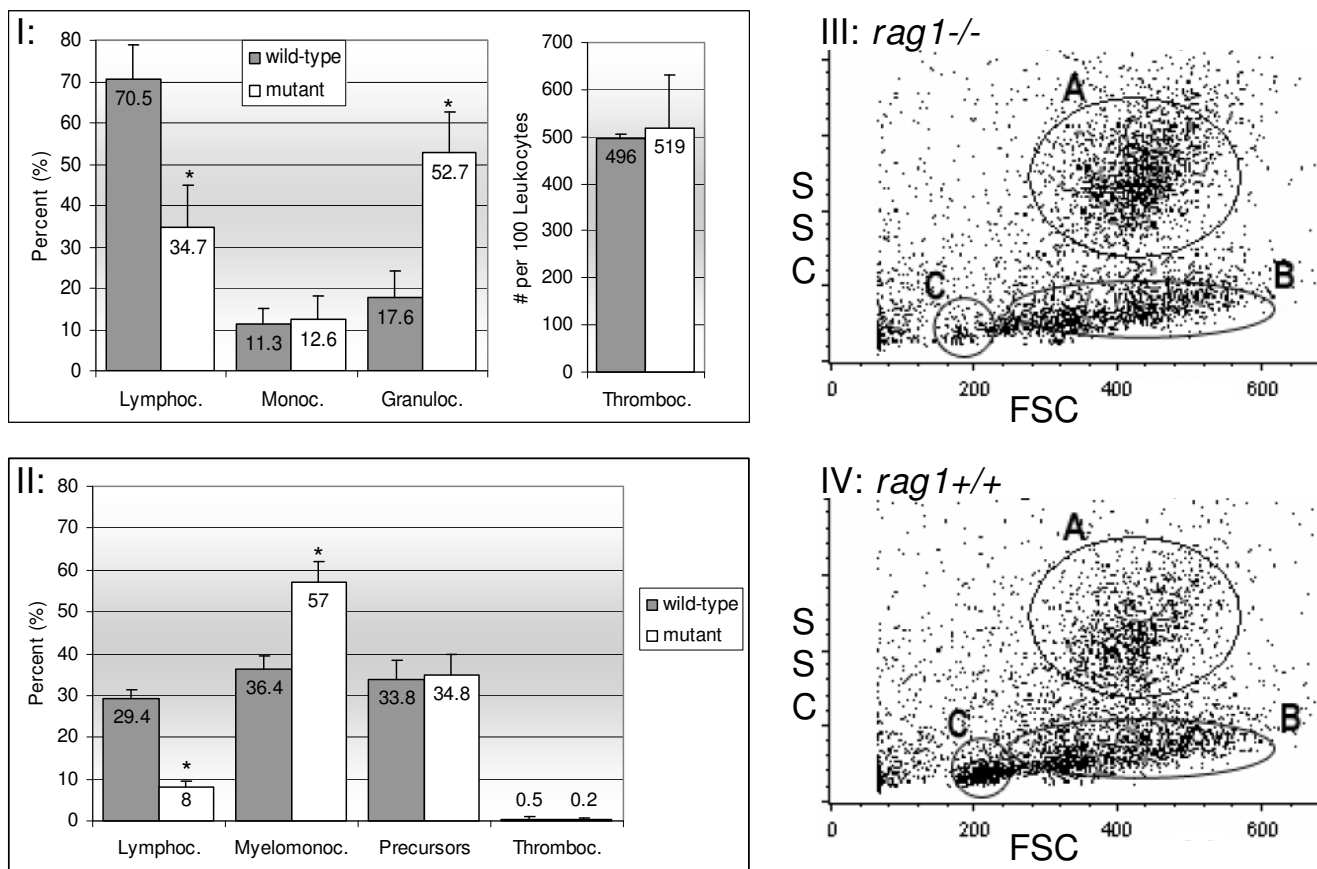 I:
80
70
60
50
40
30
20
10
0
Percent (%)
wild-type
mutant
70.5
*
34.7
11.3
12.6
17.6
*
52.7
Lymphoc. Monoc. Granuloc.
700
600
500
400
300
200
100
0
# per 100 Leukocytes
496
519
Thromboc.
III: rag1-/-
A
B
C
SSC
0 200 400 600
FSC
II:
80
70
60
50
40
30
20
10
0
Percent (%)
29.4
*
8
36.4
*
57
33.8
34.8
0.5
0.2
wild-type
mutant
Lymphoc. Myelomonoc. Precursors Thromboc.
IV: rag1+/+
A
B
C
SSC
0 200 400 600
FSC